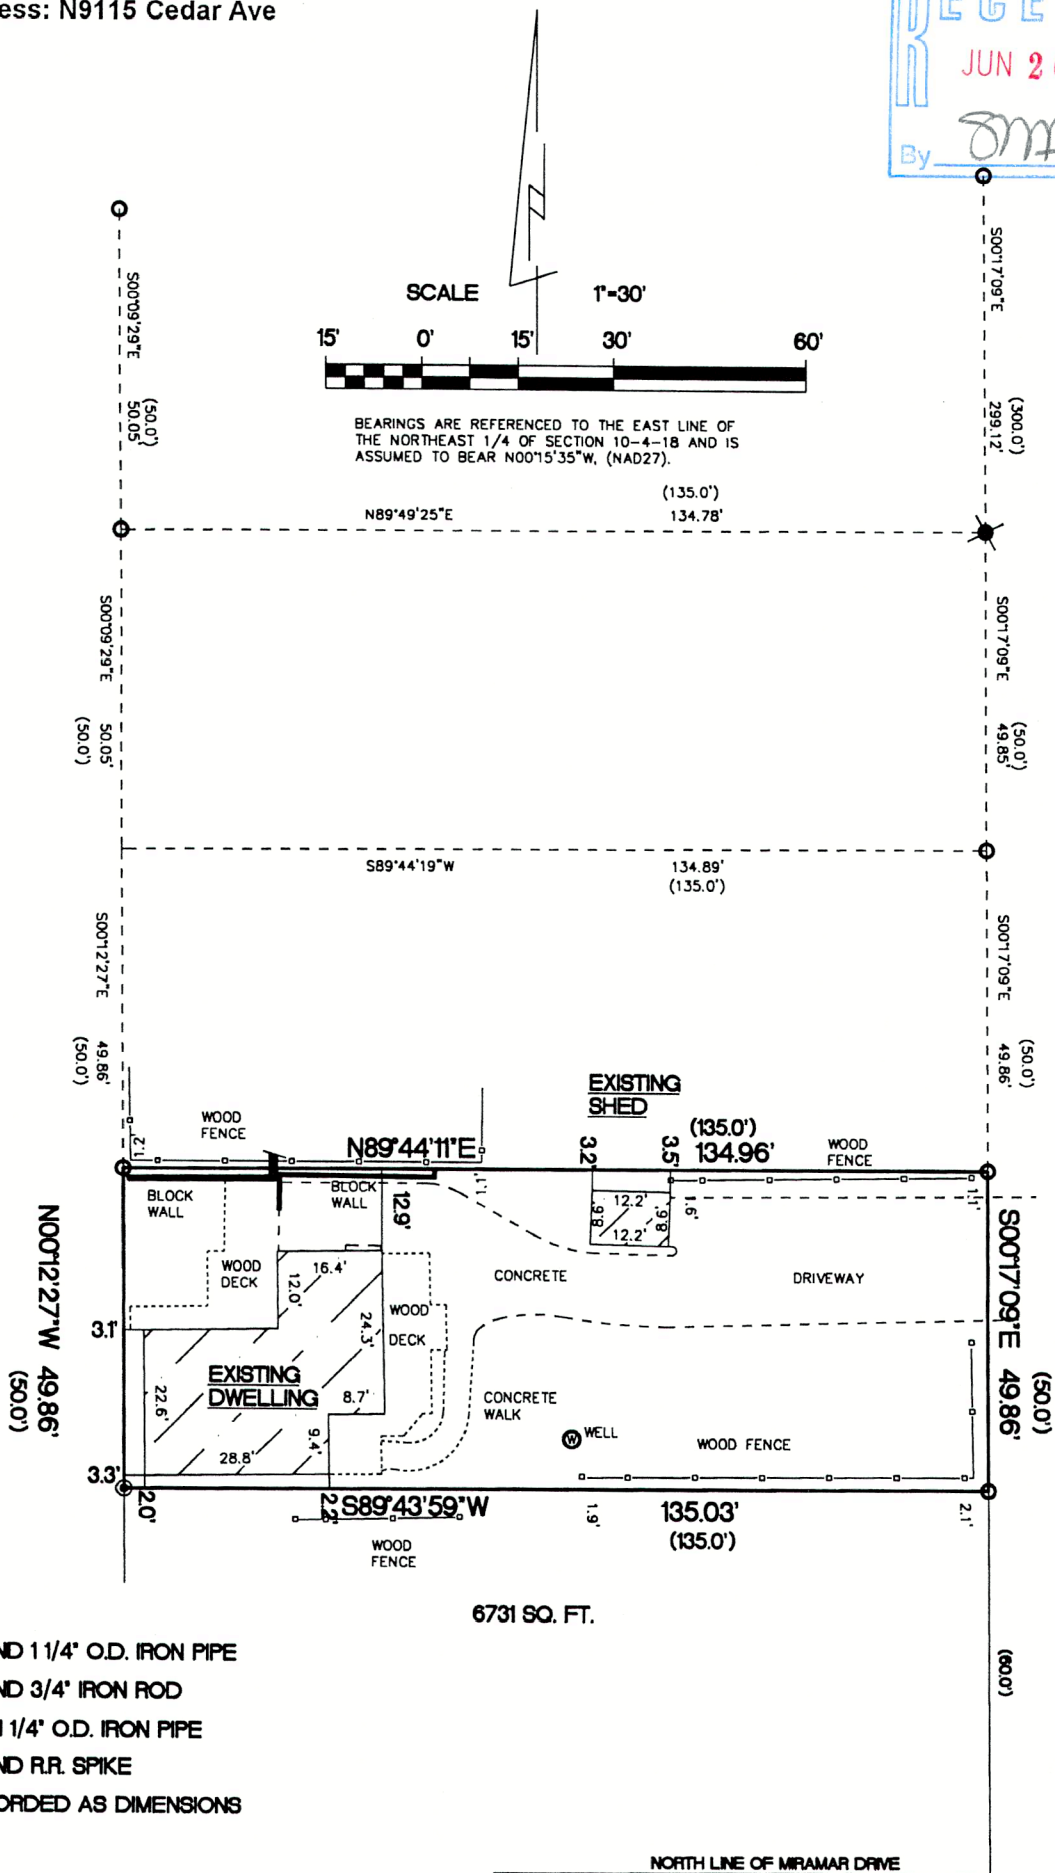 ess: N9115 Cedar Ave
RECE
JUN 2
By
S00°09'29"E
(50.0')
50.05'
S00°17'09"E
(300.0')
299.12'
SCALE 1"=30'
15' 0' 15' 30' 60'
BEARINGS ARE REFERENCED TO THE EAST LINE OF
THE NORTHEAST 1/4 OF SECTION 10-4-18 AND IS
ASSUMED TO BEAR N00°15'35"W, (NAD27).
(135.0')
N89°49'25"E 134.78'
S00°09'29"E
50.05'
(50.0')
S00°17'09"E
(50.0')
49.85'
S89°44'19"W 134.89'
(135.0')
S00°12'27"E
49.86'
(50.0')
S00°17'09"E
(50.0')
49.86'
EXISTING
SHED
WOOD
FENCE
1.2'
N89°44'11"E
(135.0')
134.96'
3.2'
3.5'
WOOD
FENCE
BLOCK
WALL
BLOCK
WALL
12.9'
1.1'
12.2'
8.6'
8.6'
12.2'
1.6'
1.1'
WOOD
DECK
16.4'
12.0'
24.3'
WOOD
DECK
CONCRETE
DRIVEWAY
N00°12'27"W 49.86'
(50.0')
S00°17'09"E 49.86'
(50.0')
3.1'
EXISTING
DWELLING
22.6'
8.7'
9.4'
28.8'
CONCRETE
WALK
W WELL
WOOD FENCE
3.3'
2.0'
2.2'
S89°43'59"W
135.03'
(135.0')
1.9'
2.1'
WOOD
FENCE
6731 SQ. FT.
ND 1 1/4" O.D. IRON PIPE
ND 3/4" IRON ROD
1 1/4" O.D. IRON PIPE
ND R.R. SPIKE
ORDED AS DIMENSIONS
(60.0')
NORTH LINE OF MIRAMAR DRIVE